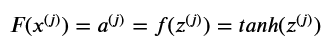 F(x⁽ʲ⁾) = a⁽ʲ⁾ = f(z⁽ʲ⁾) = tanh(z⁽ʲ⁾)